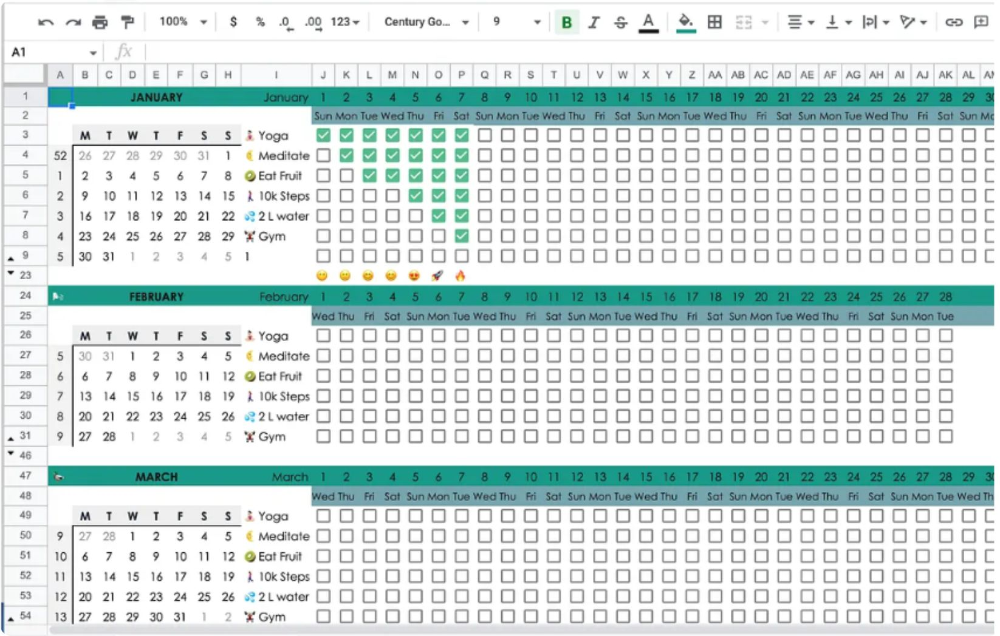 100% $ % .0 .00 123 Century Go... 9 B I S A
A1 fx
A B C D E F G H I J K L M N O P Q R S T U V W X Y Z AA AB AC AD AE AF AG AH AI AJ AK AL
1 JANUARY January 1 2 3 4 5 6 7 8 9 10 11 12 13 14 15 16 17 18 19 20 21 22 23 24 25 26 27 28 29
2 Sun Mon Tue Wed Thu Fri Sat Sun Mon Tue Wed Thu Fri Sat Sun Mon Tue Wed Thu Fri Sat Sun Mon Tue Wed Thu Fri Sat Sun
3 M T W T F S S Yoga
4 52 26 27 28 29 30 31 1 Meditate
5 1 2 3 4 5 6 7 8 Eat Fruit
6 2 9 10 11 12 13 14 15 10k Steps
7 3 16 17 18 19 20 21 22 2 L water
8 4 23 24 25 26 27 28 29 Gym
9 5 30 31 1 2 3 4 5 1
23
24 FEBRUARY February 1 2 3 4 5 6 7 8 9 10 11 12 13 14 15 16 17 18 19 20 21 22 23 24 25 26 27 28
25 Wed Thu Fri Sat Sun Mon Tue Wed Thu Fri Sat Sun Mon Tue Wed Thu Fri Sat Sun Mon Tue Wed Thu Fri Sat Sun Mon Tue
26 M T W T F S S Yoga
27 5 30 31 1 2 3 4 5 Meditate
28 6 6 7 8 9 10 11 12 Eat Fruit
29 7 13 14 15 16 17 18 19 10k Steps
30 8 20 21 22 23 24 25 26 2 L water
31 9 27 28 1 2 3 4 5 Gym
46
47 MARCH March 1 2 3 4 5 6 7 8 9 10 11 12 13 14 15 16 17 18 19 20 21 22 23 24 25 26 27 28 29
48 Wed Thu Fri Sat Sun Mon Tue Wed Thu Fri Sat Sun Mon Tue Wed Thu Fri Sat Sun Mon Tue Wed Thu Fri Sat Sun Mon Tue Wed Th
49 M T W T F S S Yoga
50 9 27 28 1 2 3 4 5 Meditate
51 10 6 7 8 9 10 11 12 Eat Fruit
52 11 13 14 15 16 17 18 19 10k Steps
53 12 20 21 22 23 24 25 26 2 L water
54 13 27 28 29 30 31 1 2 Gym